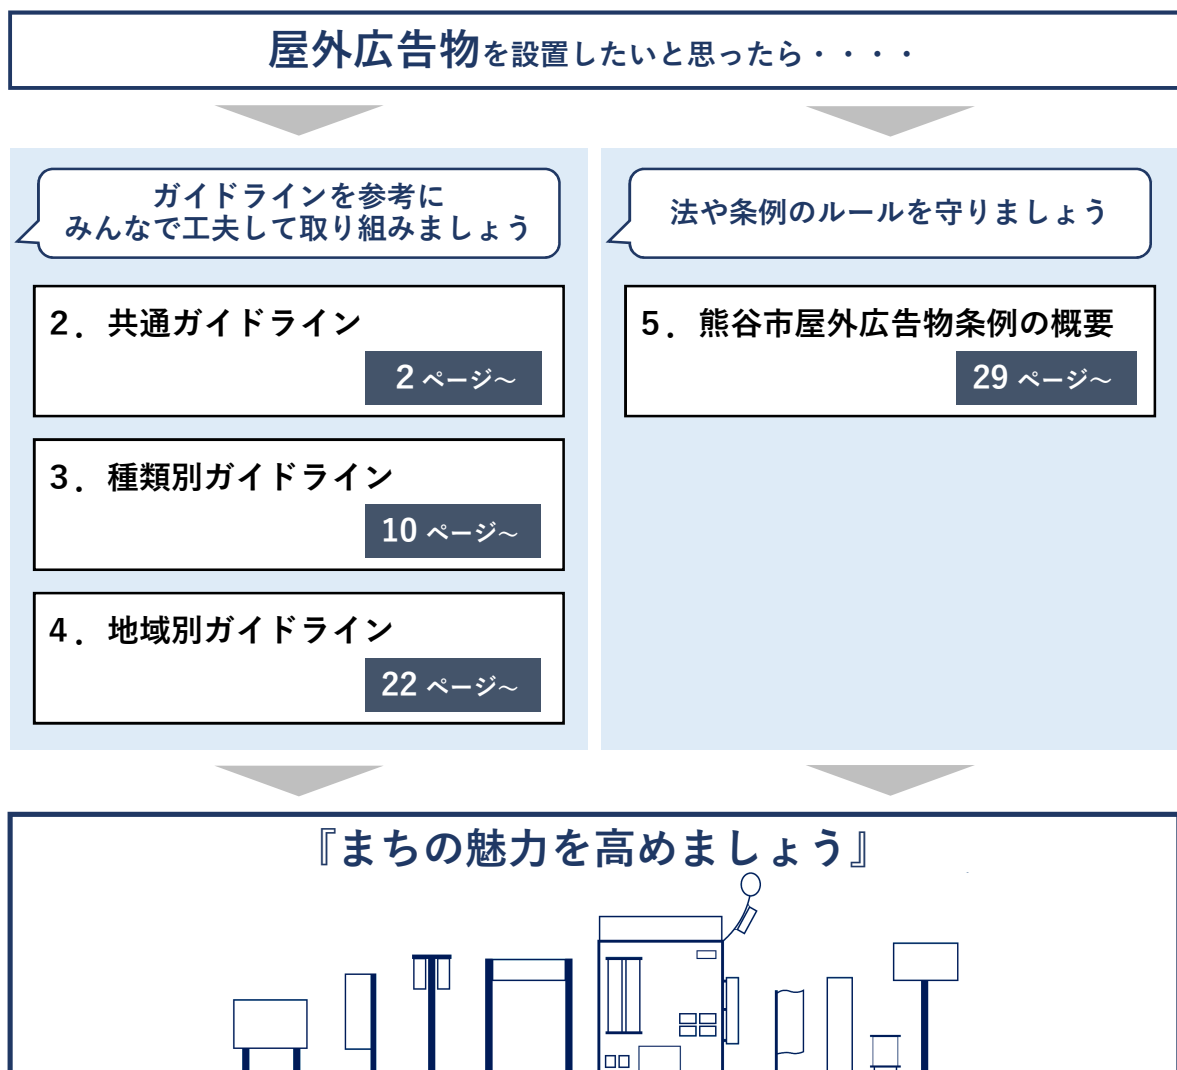 屋外広告物を設置したいと思ったら・・・・
ガイドラインを参考に
みんなで工夫して取り組みましょう
2．共通ガイドライン
2 ページ～
3．種類別ガイドライン
10 ページ～
4．地域別ガイドライン
22 ページ～
法や条例のルールを守りましょう
5．熊谷市屋外広告物条例の概要
29 ページ～
『まちの魅力を高めましょう』